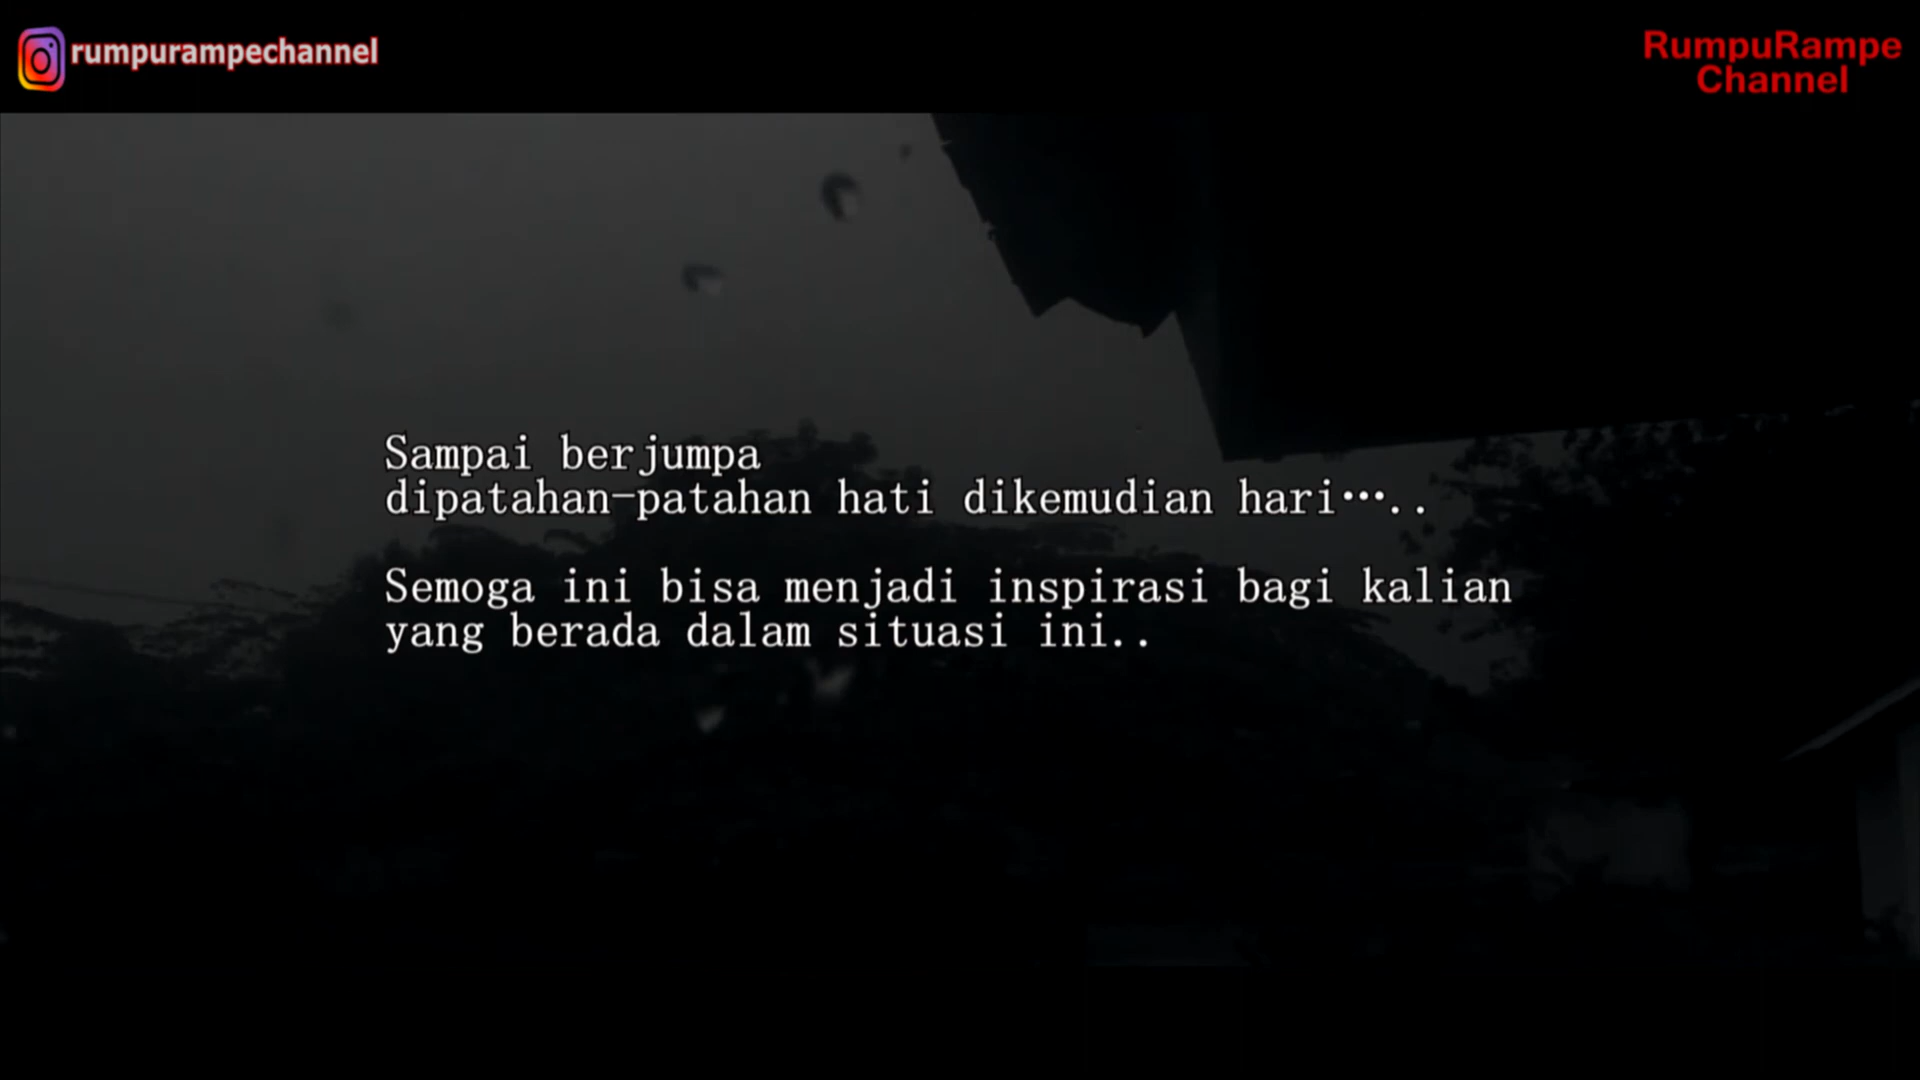 rumpurampechannel
RumpuRampe
Channel
Sampai berjumpa
dipatahan-patahan hati dikemudian hari…..
Semoga ini bisa menjadi inspirasi bagi kalian
yang berada dalam situasi ini..